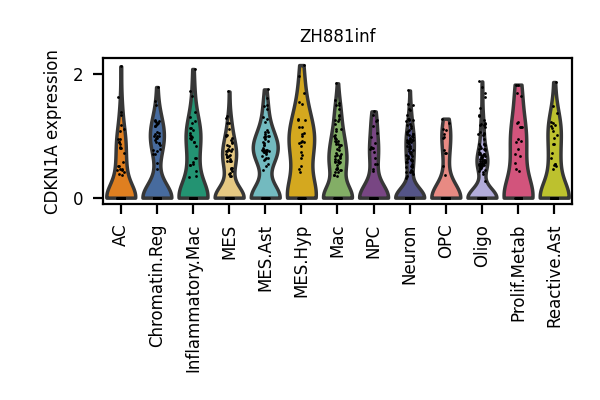 ZH881inf
CDKN1A expression
2
0
AC
Chromatin.Reg
Inflammatory.Mac
MES
MES.Ast
MES.Hyp
Mac
NPC
Neuron
OPC
Oligo
Prolif.Metab
Reactive.Ast